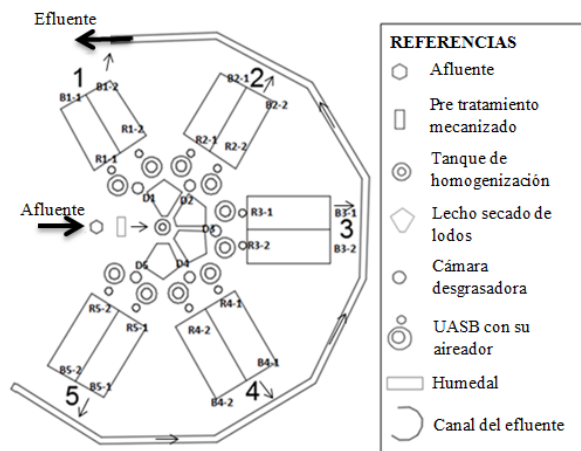 Efluente
1
B1-1
B1-2
R1-2
R1-1
2
B2-1
B2-2
R2-1
R2-2
D1
D2
Afluente
D3
R3-1
B3-1
3
R3-2
B3-2
D5
D4
R5-2
R5-1
B5-2
B5-1
5
R4-1
R4-2
B4-1
B4-2
4
REFERENCIAS
Afluente
Pre tratamiento
mecanizado
Tanque de
homogenización
Lecho secado de
lodos
Cámara
desgrasadora
UASB con su
aireador
Humedal
Canal del efluente